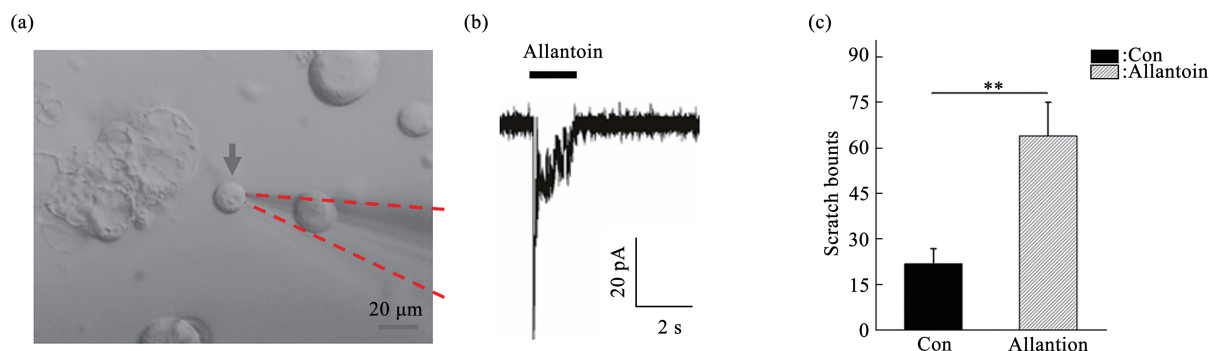 (a)
20 μm
(b)
Allantoin
20 pA
2 s
(c)
Scratch bounts
90
75
60
45
30
15
0
**
:Con
:Allantoin
Con
Allantion